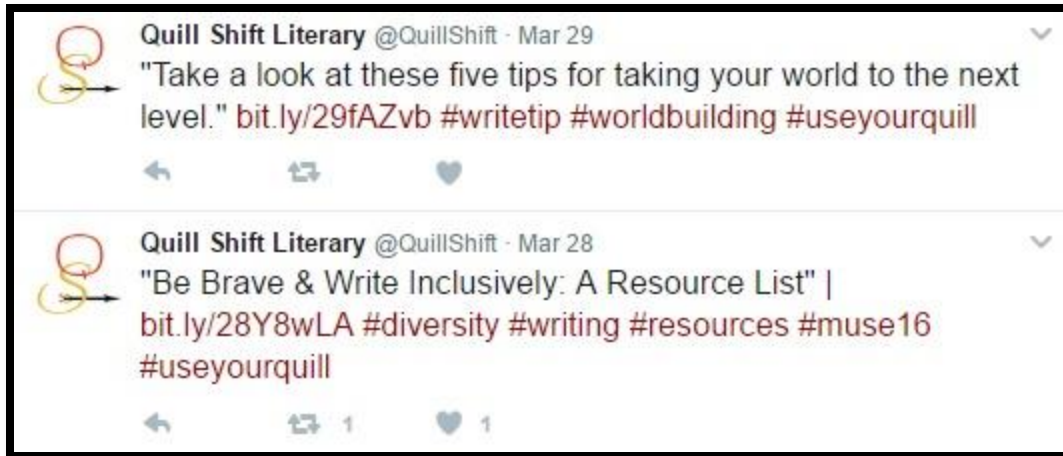 Quill Shift Literary @QuillShift · Mar 29
"Take a look at these five tips for taking your world to the next
level." bit.ly/29fAZvb #writetip #worldbuilding #useyourquill
Quill Shift Literary @QuillShift · Mar 28
"Be Brave & Write Inclusively: A Resource List" |
bit.ly/28Y8wLA #diversity #writing #resources #muse16
#useyourquill
1 1